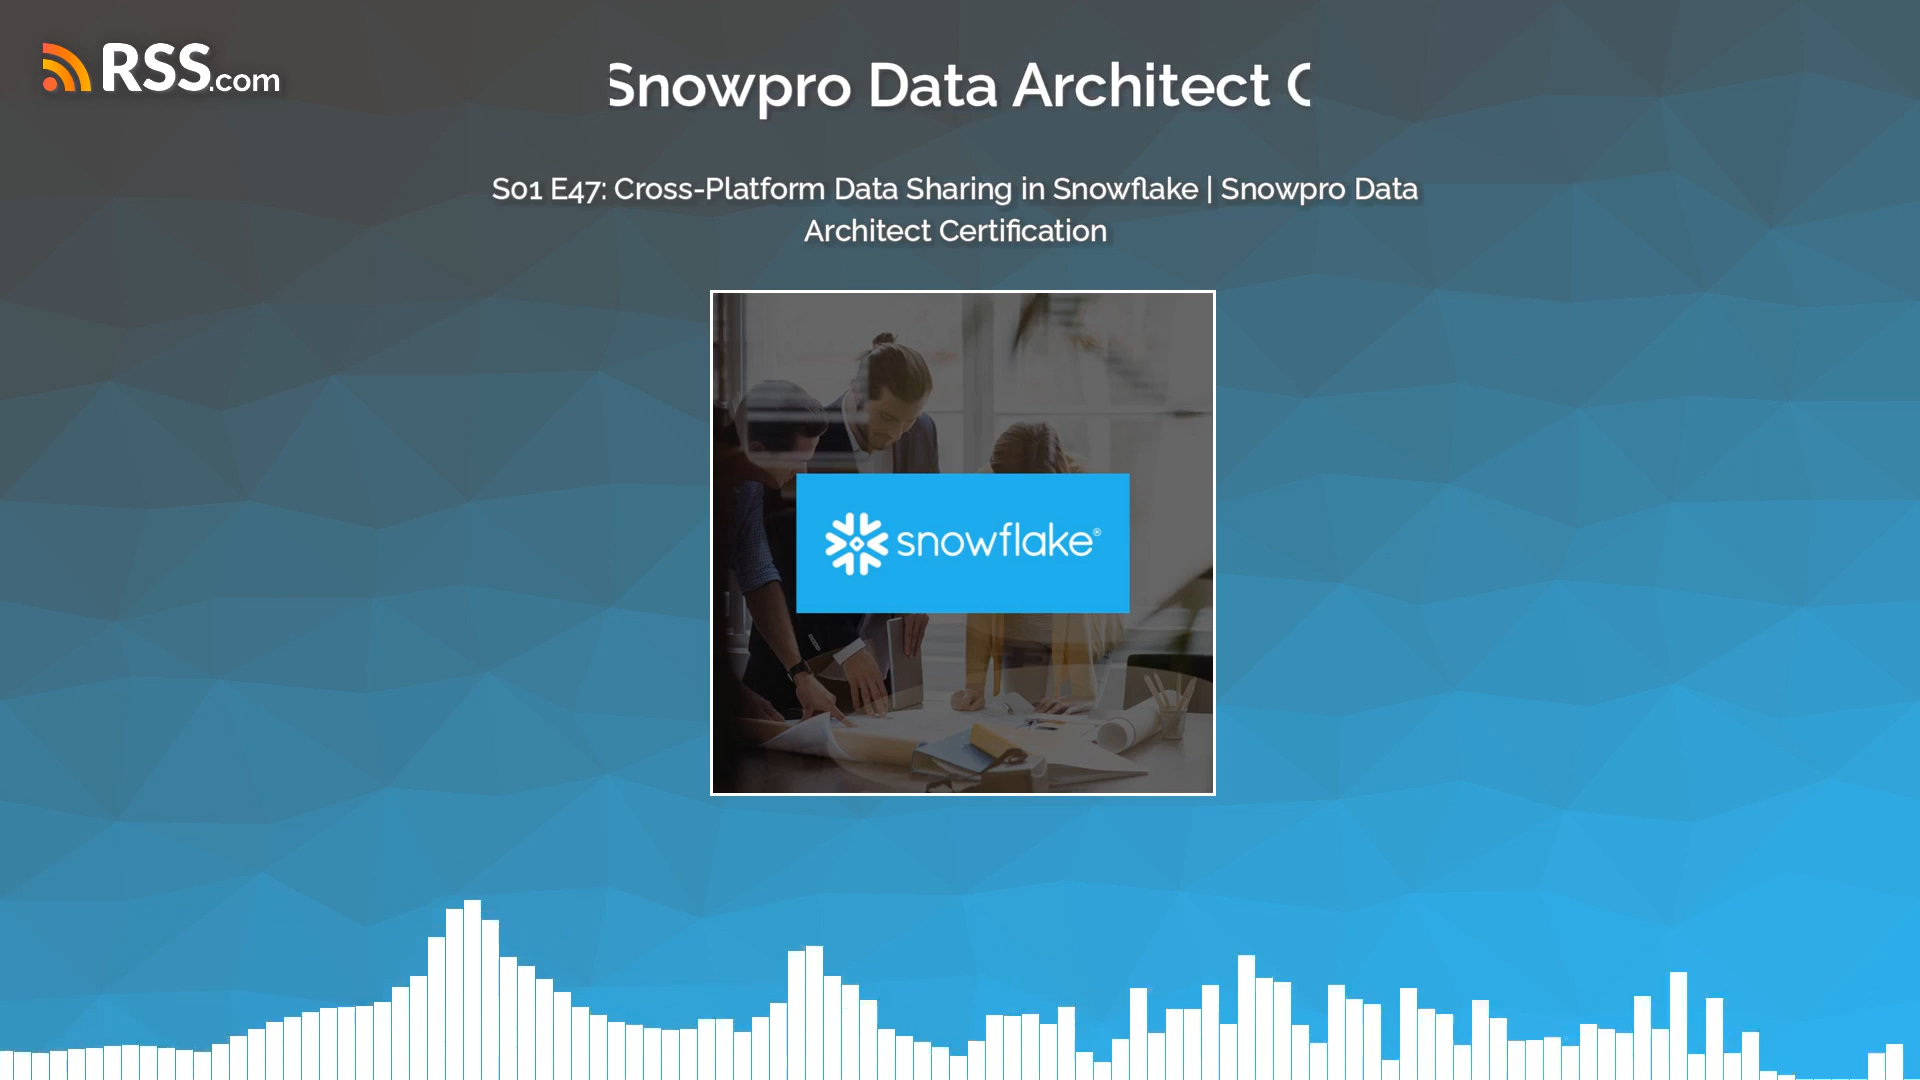 RSS.com
Snowpro Data Architect C
S01 E47: Cross-Platform Data Sharing in Snowflake | Snowpro Data
Architect Certification
snowflake®